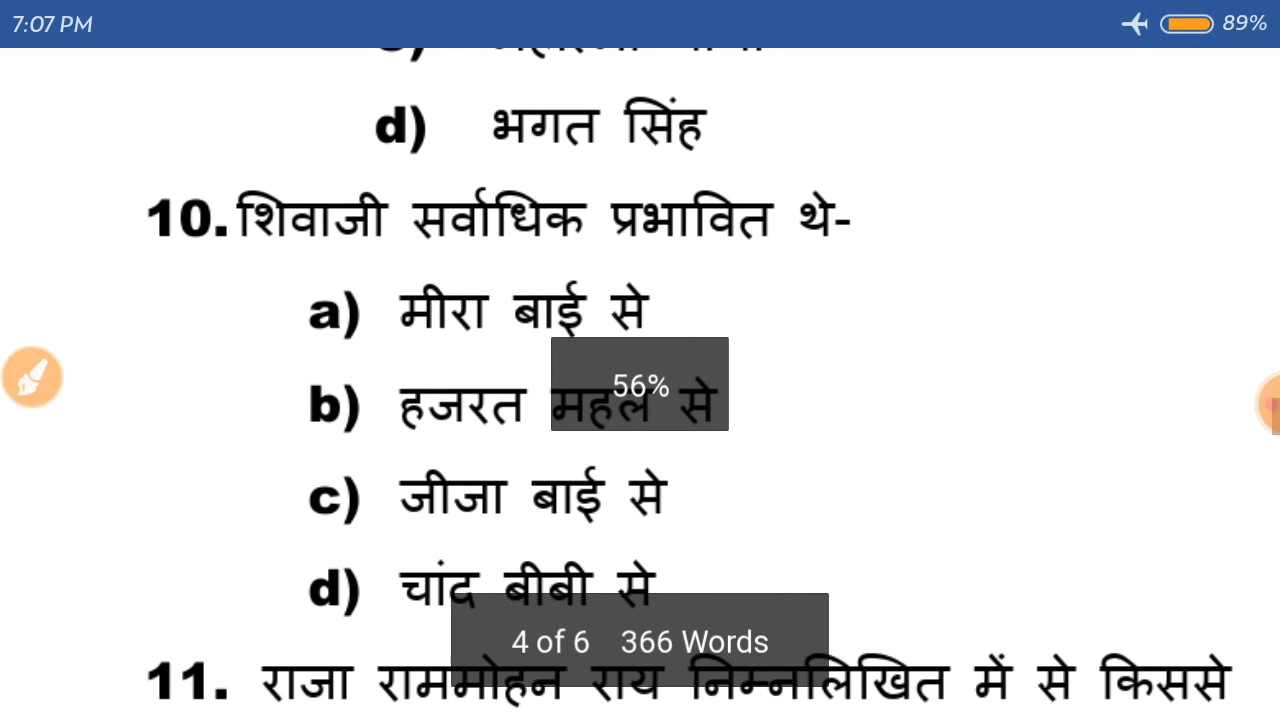 7:07 PM 89%
d) भगत सिंह
10. शिवाजी सर्वाधिक प्रभावित थे-
a) मीरा बाई से
56%
b) हजरत महल से
c) जीजा बाई से
d) चांद बीबी से
4 of 6 366 Words
11. राजा राममोहन राय निम्नलिखित में से किससे